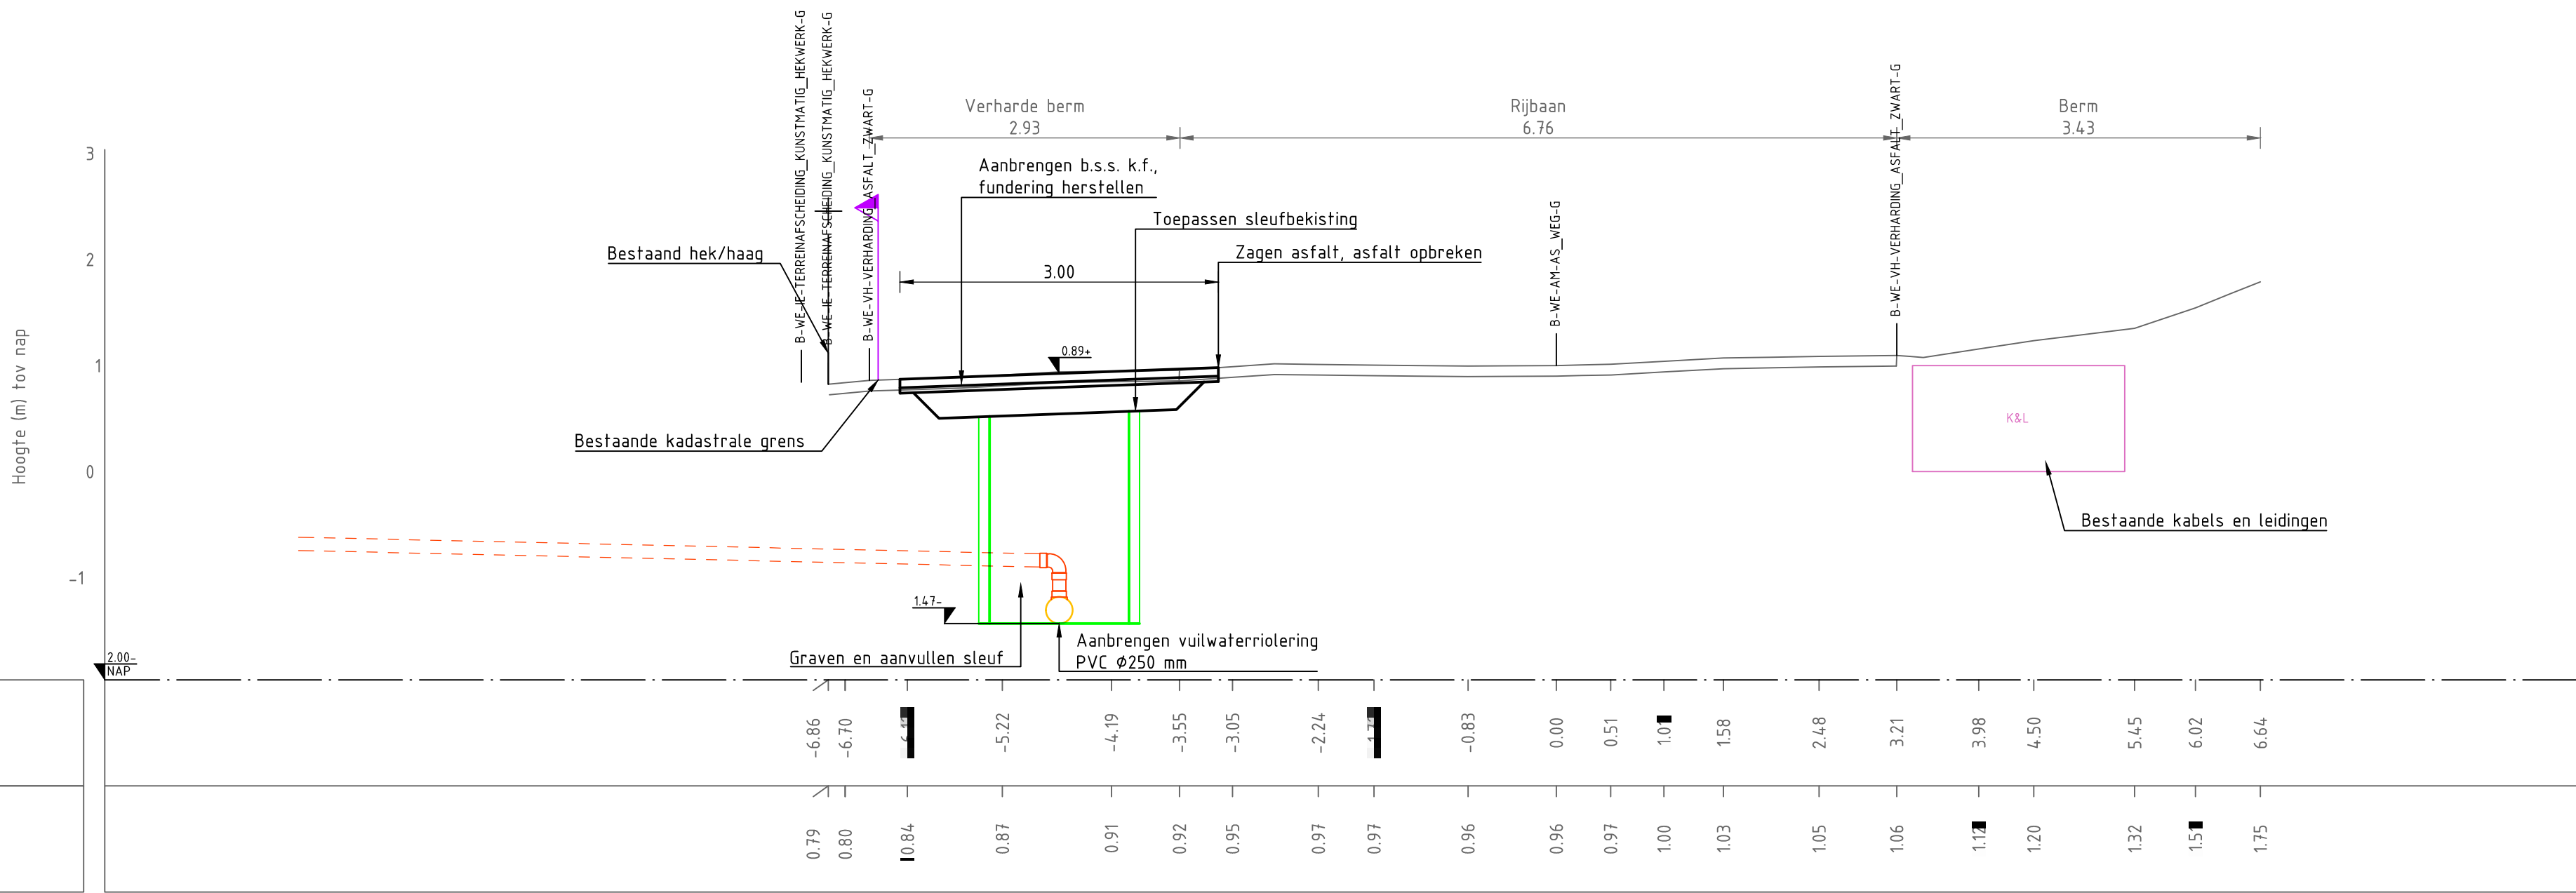 B-WE-IE-TERREINAFSCHEIDING_KUNSTMATIG_HEKWERK-G
B-WE-IE-TERREINAFSCHEIDING_KUNSTMATIG_HEKWERK-G
B-WE-VH-VERHARDING_ASFALT_ZWART-G
Verharde berm
2.93
Rijbaan
6.76
B-WE-VH-VERHARDING_ASFALT_ZWART-G
Berm
3.43
Aanbrengen b.s.s. k.f.,
fundering herstellen
Toepassen sleufbekisting
Bestaand hek/haag
Zagen asfalt, asfalt opbreken
3.00
B-WE-AM-AS_WEG-G
0.89+
Bestaande kadastrale grens
K&L
Bestaande kabels en leidingen
Hoogte (m) tov nap
3
2
1
0
-1
1.47-
Graven en aanvullen sleuf
Aanbrengen vuilwaterriolering
PVC Ø250 mm
2.00-
NAP
-6.86
-6.70
-5.22
-4.19
-3.55
-3.05
-2.24
-0.83
0.00
0.51
1.01
1.58
2.48
3.21
3.98
4.50
5.45
6.02
6.64
0.79
0.80
0.84
0.87
0.91
0.92
0.95
0.97
0.97
0.96
0.96
0.97
1.00
1.03
1.05
1.06
1.12
1.20
1.32
1.51
1.75